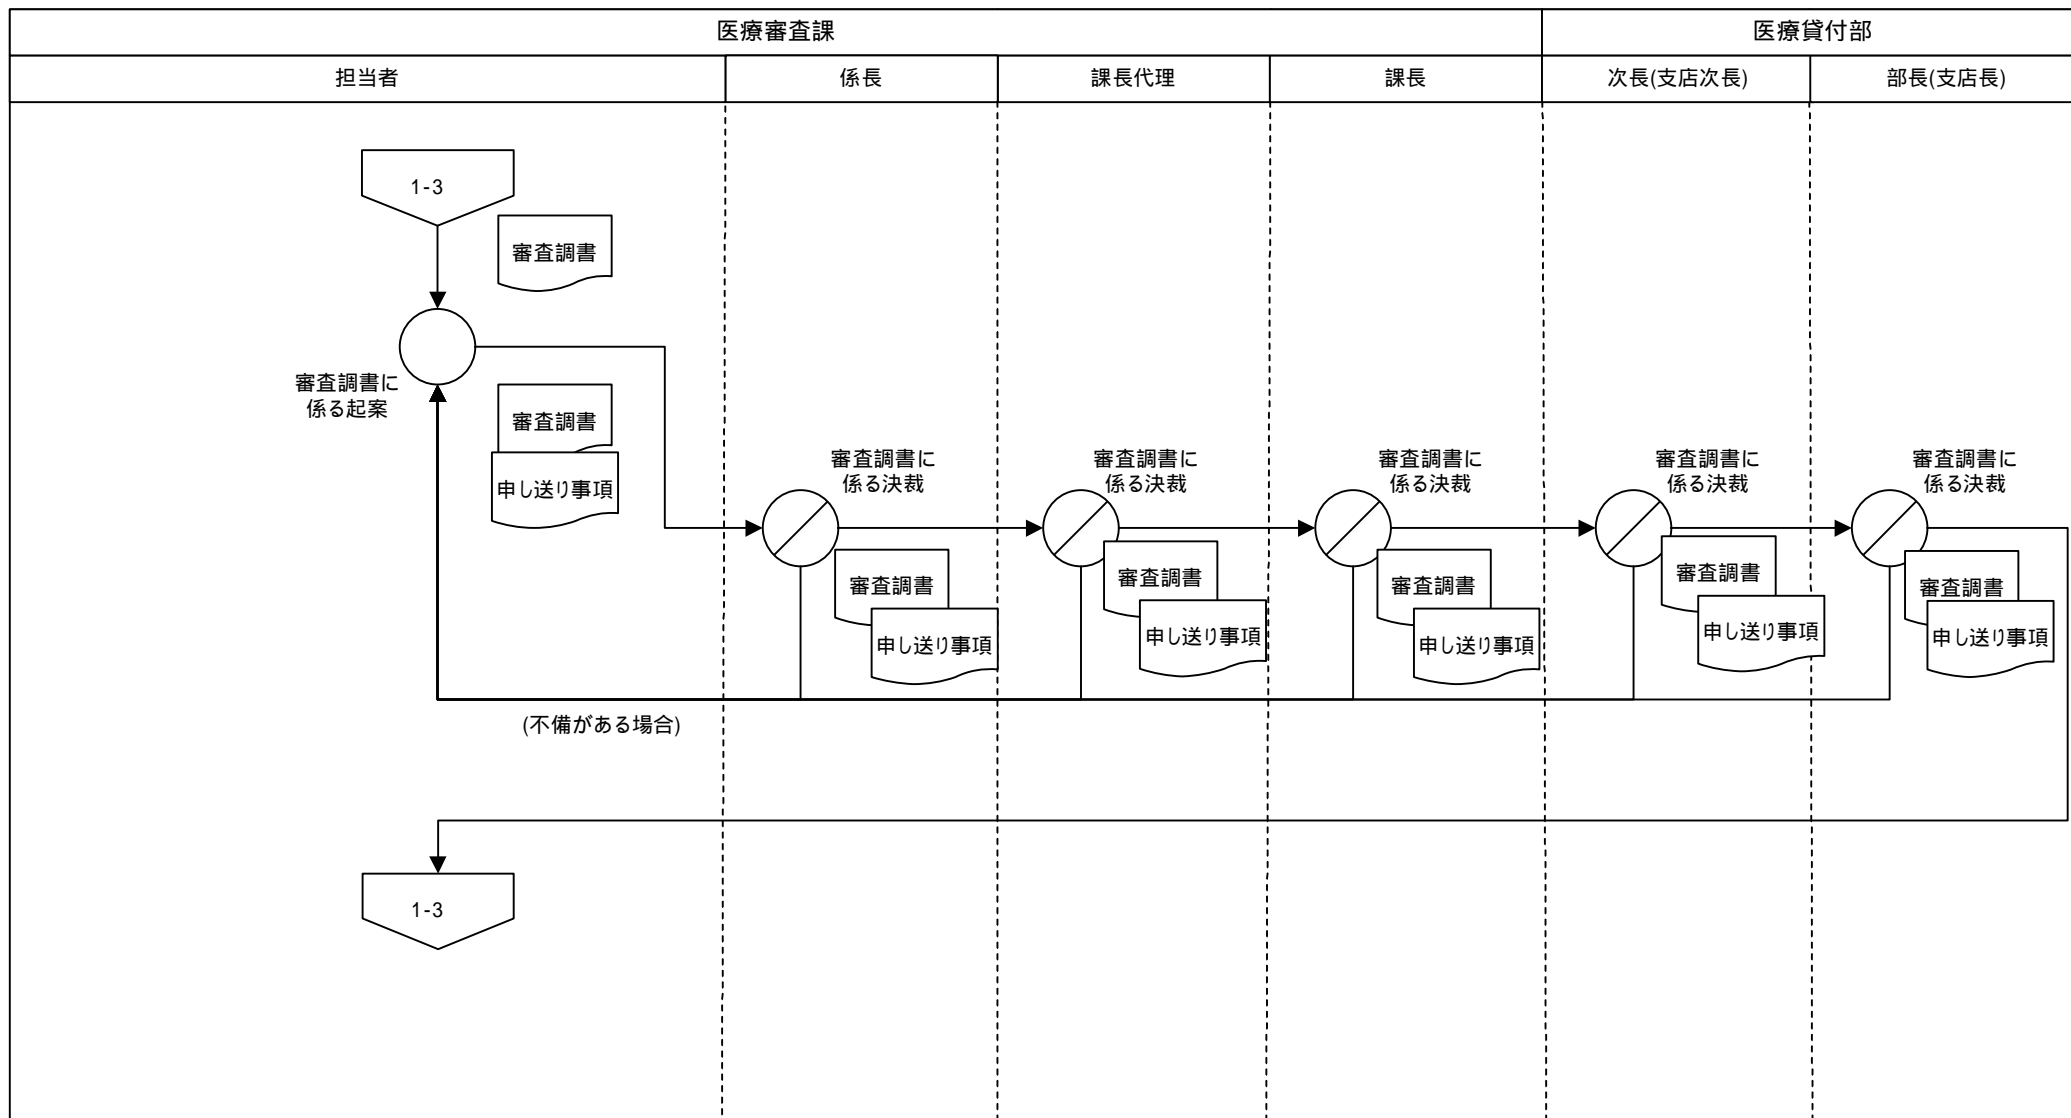 医療審査課
医療貸付部
担当者
係長
課長代理
課長
次長(支店次長)
部長(支店長)
1-3
審査調書
審査調書に
係る起案
審査調書
申し送り事項
審査調書に
係る決裁
審査調書に
係る決裁
審査調書に
係る決裁
審査調書に
係る決裁
審査調書に
係る決裁
審査調書
申し送り事項
審査調書
申し送り事項
審査調書
申し送り事項
審査調書
申し送り事項
審査調書
申し送り事項
(不備がある場合)
1-3